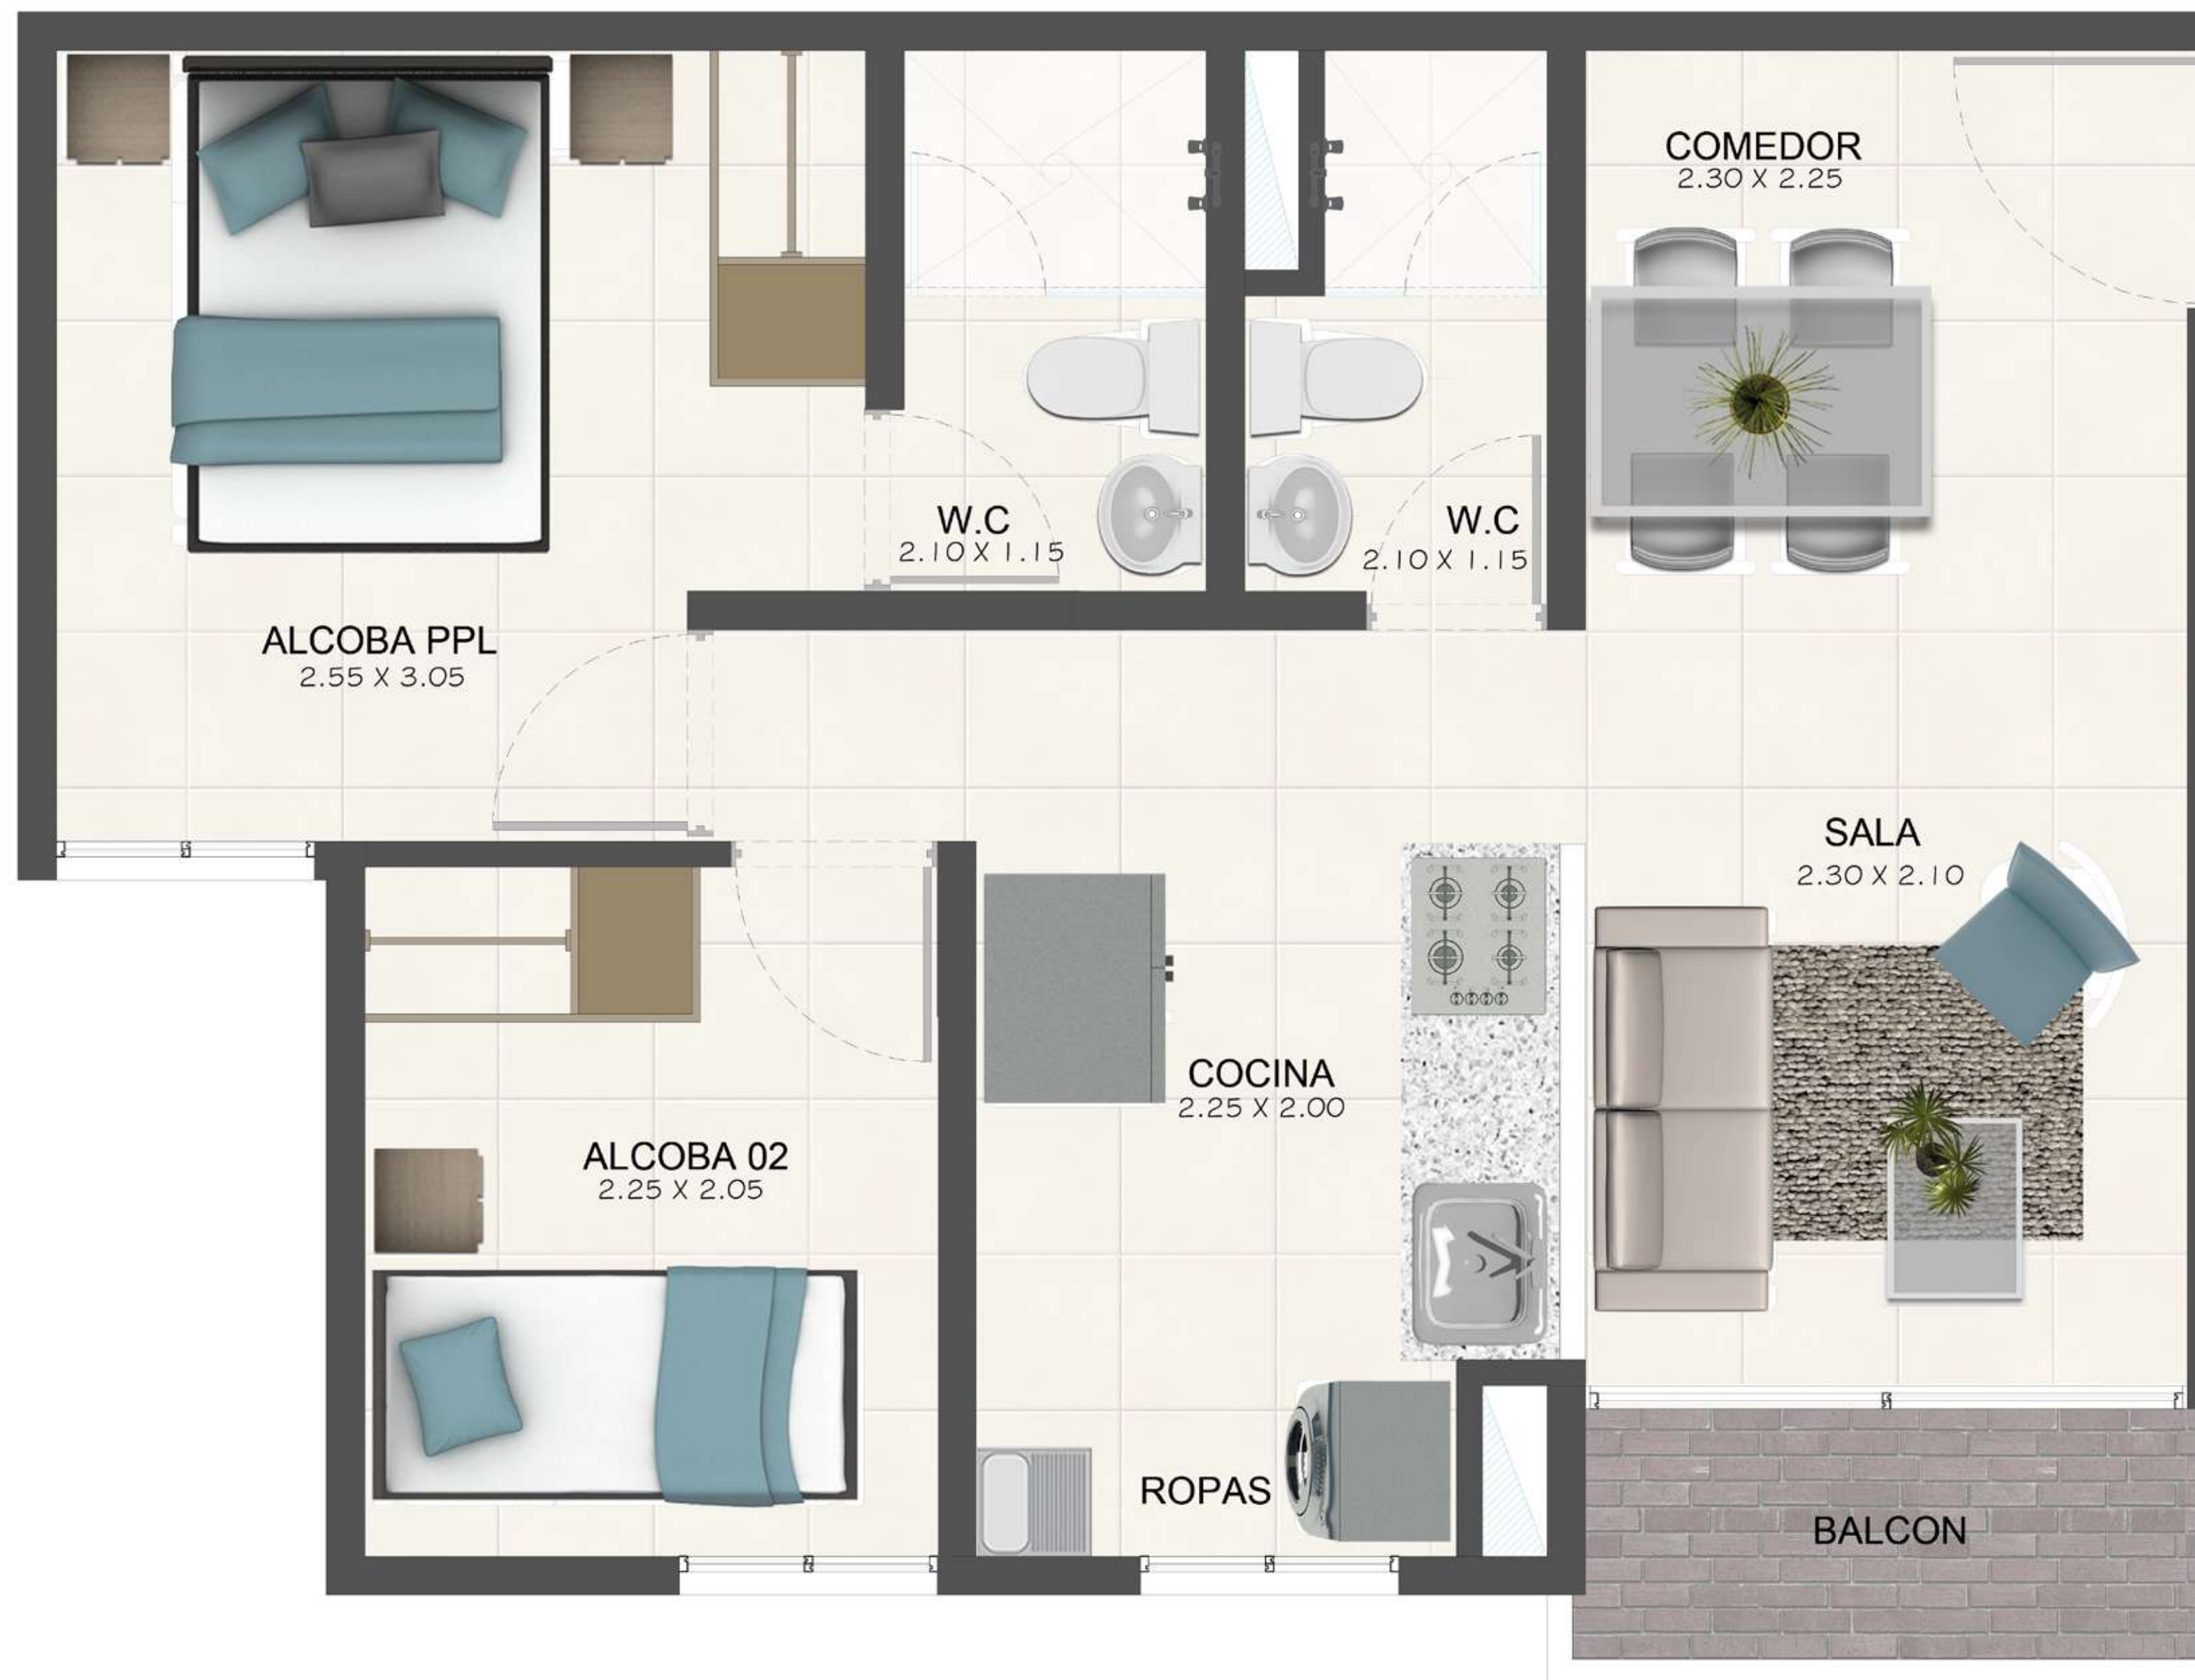 COMEDOR
2.30 X 2.25
W.C
2.10 X 1.15
W.C
2.10 X 1.15
ALCOBA PPL
2.55 X 3.05
SALA
2.30 X 2.10
COCINA
2.25 X 2.00
ALCOBA 02
2.25 X 2.05
ROPAS
BALCON